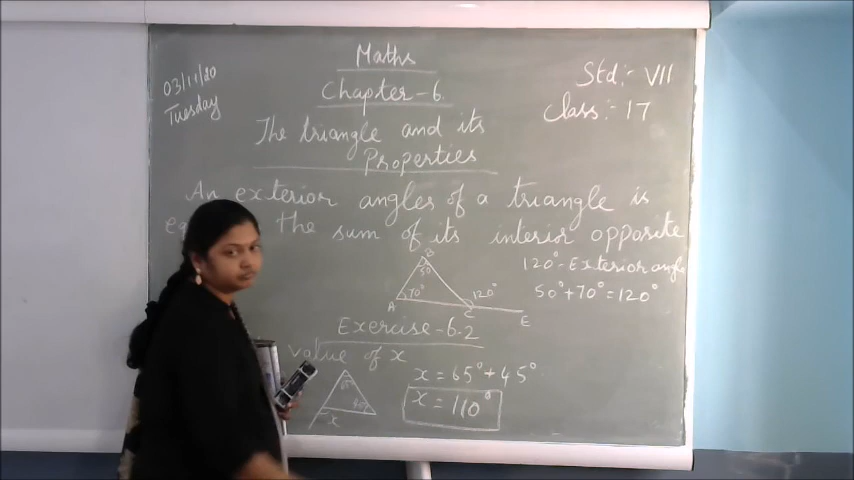 Maths
03/11/20
Tuesday
Std:- VII
Chapter-6.
Class:- 17
The triangle and its
Properties
An exterior angles of a triangle is
the sum of its interior opposite
B
50
70°
A
C
120°
E
120°-Exterior angle
50°+70°=120°
Exercise-6.2
value of x
65°
45°
x
x = 65°+45°
x = 110°